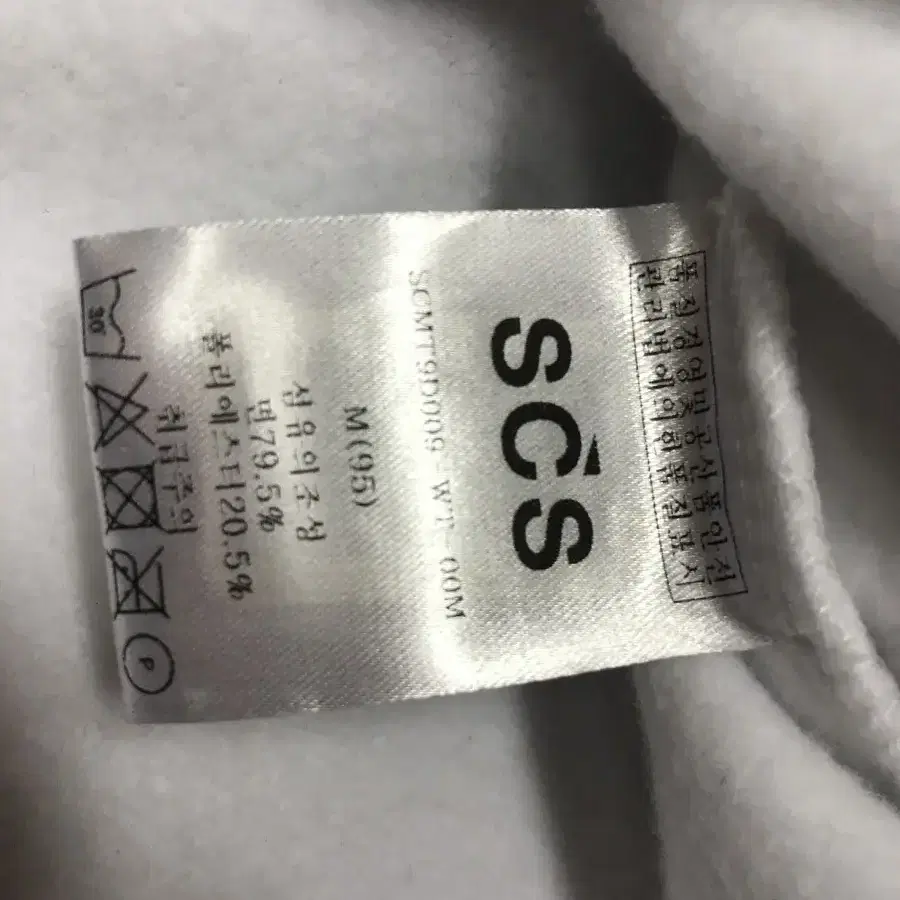 품질경영및공산품안전
관리법에의한품질표시
SCS
SCMT9D009-WT-00M
M(95)
섬유의조성
면79.5%
폴리에스터20.5%
취급주의
30
P